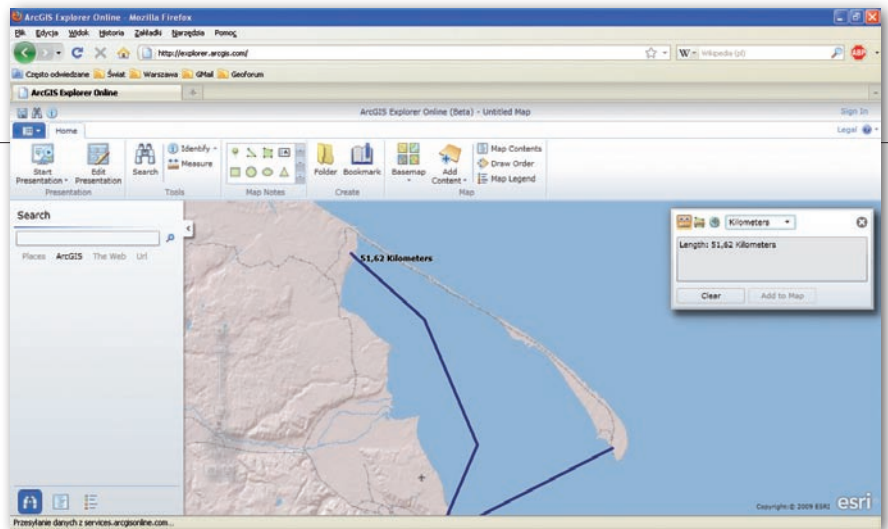 ArcGIS Explorer Online - Mozilla Firefox
Plik Edycja Widok Historia Zakładki Narzędzia Pomoc
http://explorer.arcgis.com/
W Wikipedia (pl)
ABP
Często odwiedzane Świat Warszawa GMail Geoforum
ArcGIS Explorer Online
ArcGIS Explorer Online (Beta) - Untitled Map
Sign In
Home
Legal
Start Presentation
Edit Presentation
Search
Identify
Measure
Folder
Bookmark
Basemap
Add Content
Map Contents
Draw Order
Map Legend
Presentation
Tools
Map Notes
Create
Map
Search
Places ArcGIS The Web Url
51,62 Kilometers
Kilometers
Length: 51,62 Kilometers
Clear
Add to Map
Copyright:© 2009 ESRI
esri
Przesyłanie danych z services.arcgisonline.com...